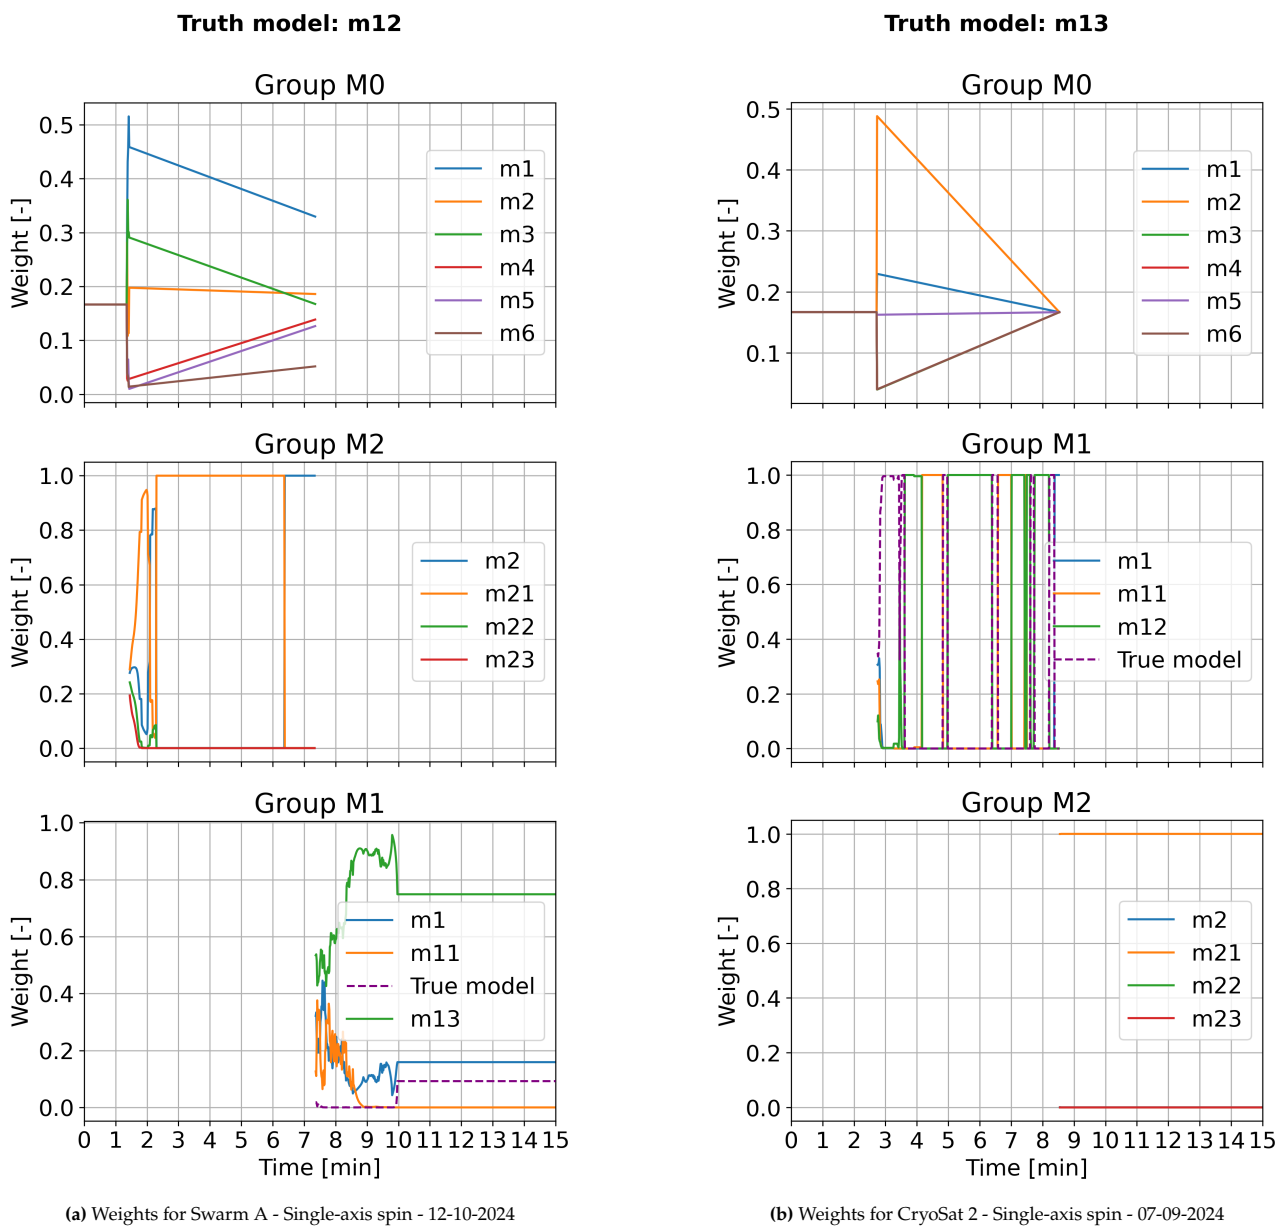 Truth model: m12
Group M0
Weight [-]
0.5
0.4
0.3
0.2
0.1
0.0
m1
m2
m3
m4
m5
m6
Group M2
Weight [-]
1.0
0.8
0.6
0.4
0.2
0.0
m2
m21
m22
m23
Group M1
Weight [-]
1.0
0.8
0.6
0.4
0.2
0.0
m1
m11
True model
m13
0 1 2 3 4 5 6 7 8 9 10 11 12 13 14 15
Time [min]
(a) Weights for Swarm A - Single-axis spin - 12-10-2024
Truth model: m13
Group M0
Weight [-]
0.5
0.4
0.3
0.2
0.1
m1
m2
m3
m4
m5
m6
Group M1
Weight [-]
1.0
0.8
0.6
0.4
0.2
0.0
m1
m11
m12
True model
Group M2
Weight [-]
1.0
0.8
0.6
0.4
0.2
0.0
m2
m21
m22
m23
0 1 2 3 4 5 6 7 8 9 10 11 12 13 14 15
Time [min]
(b) Weights for CryoSat 2 - Single-axis spin - 07-09-2024